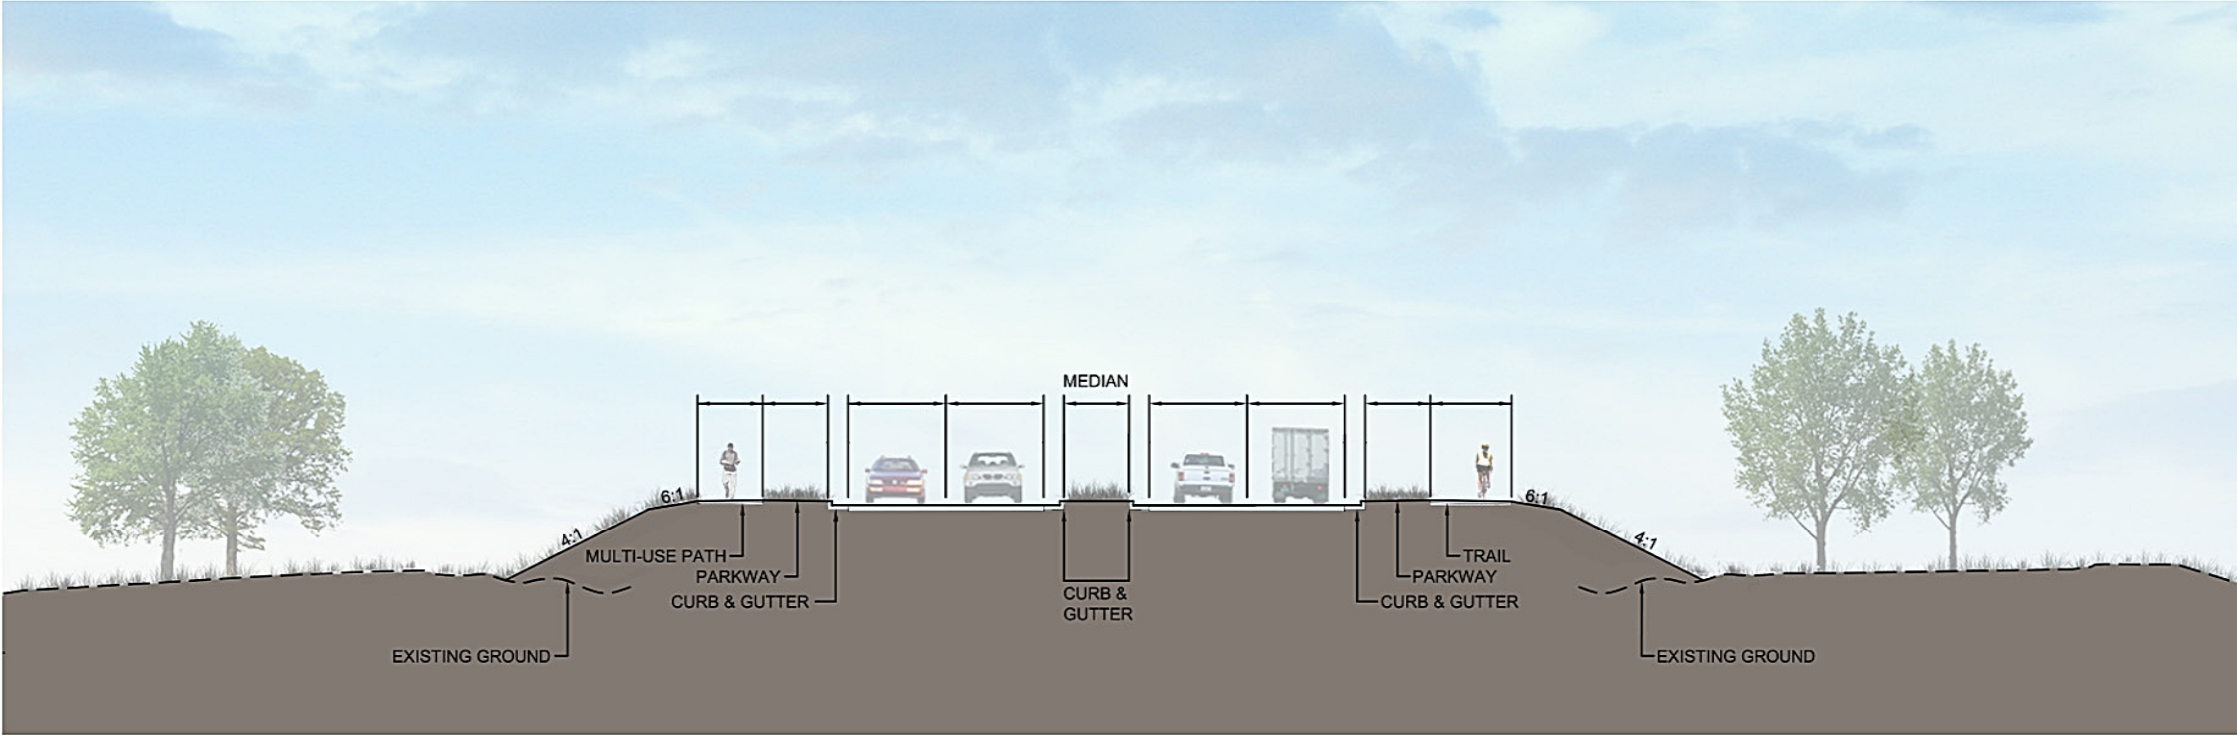 MEDIAN
6:1
6:1
4:1
4:1
MULTI-USE PATH
TRAIL
PARKWAY
PARKWAY
CURB & GUTTER
CURB &
GUTTER
CURB & GUTTER
EXISTING GROUND
EXISTING GROUND